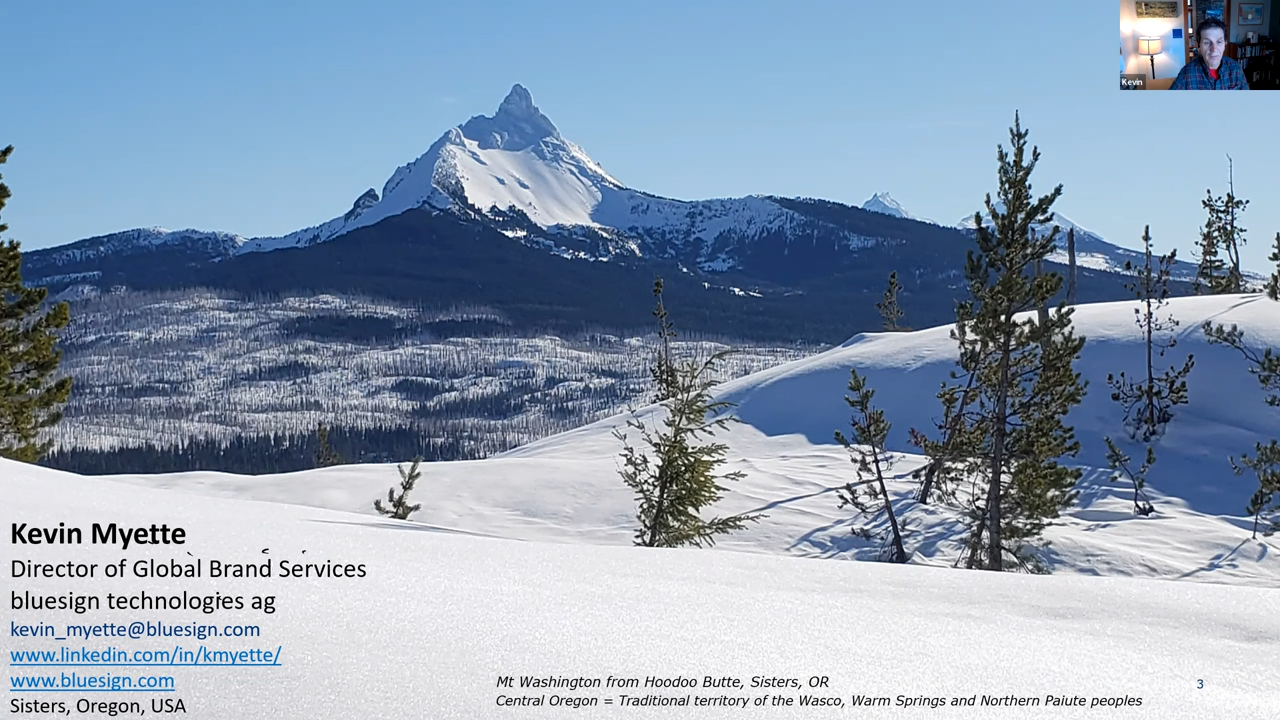 Kevin
Kevin Myette
Director of Global Brand Services
bluesign technologies ag
kevin_myette@bluesign.com
www.linkedin.com/in/kmyette/
www.bluesign.com
Sisters, Oregon, USA
Mt Washington from Hoodoo Butte, Sisters, OR
Central Oregon = Traditional territory of the Wasco, Warm Springs and Northern Paiute peoples
3